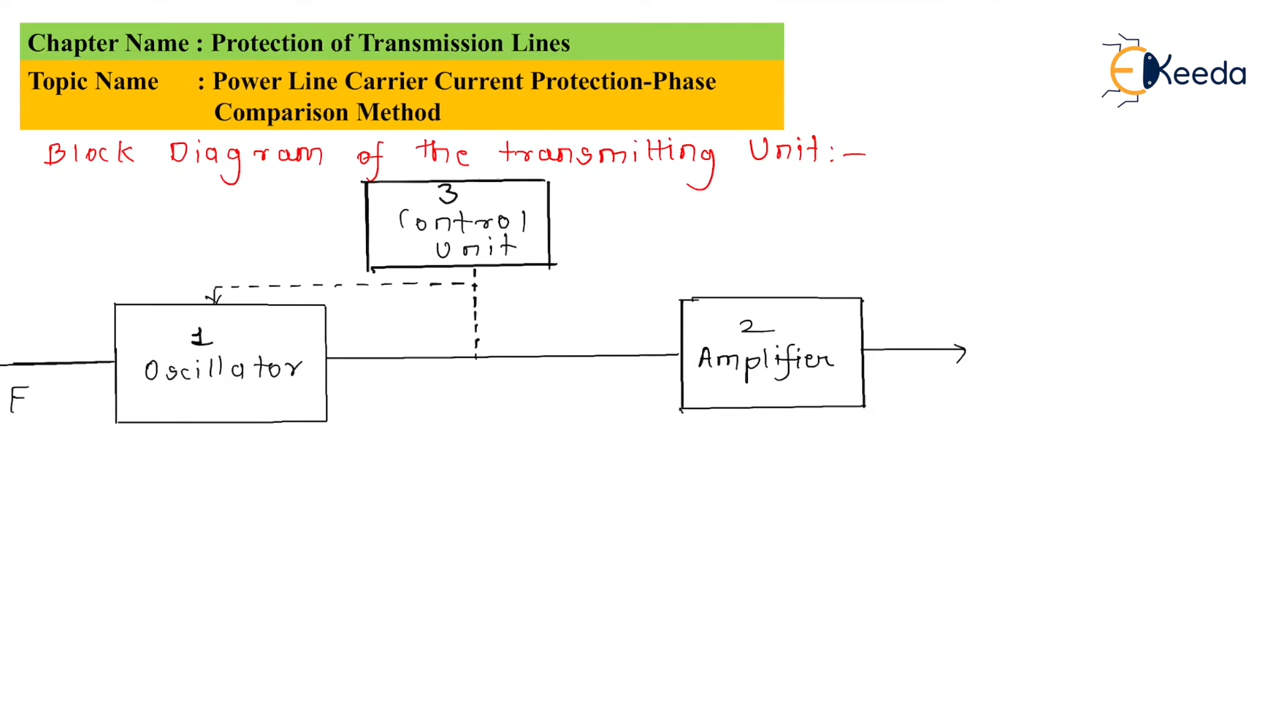 Chapter Name : Protection of Transmission Lines
Topic Name : Power Line Carrier Current Protection-Phase
Comparison Method
EKeeda
Block Diagram of the transmitting Unit:-
3
Control
Unit
1
Oscillator
2
Amplifier
F